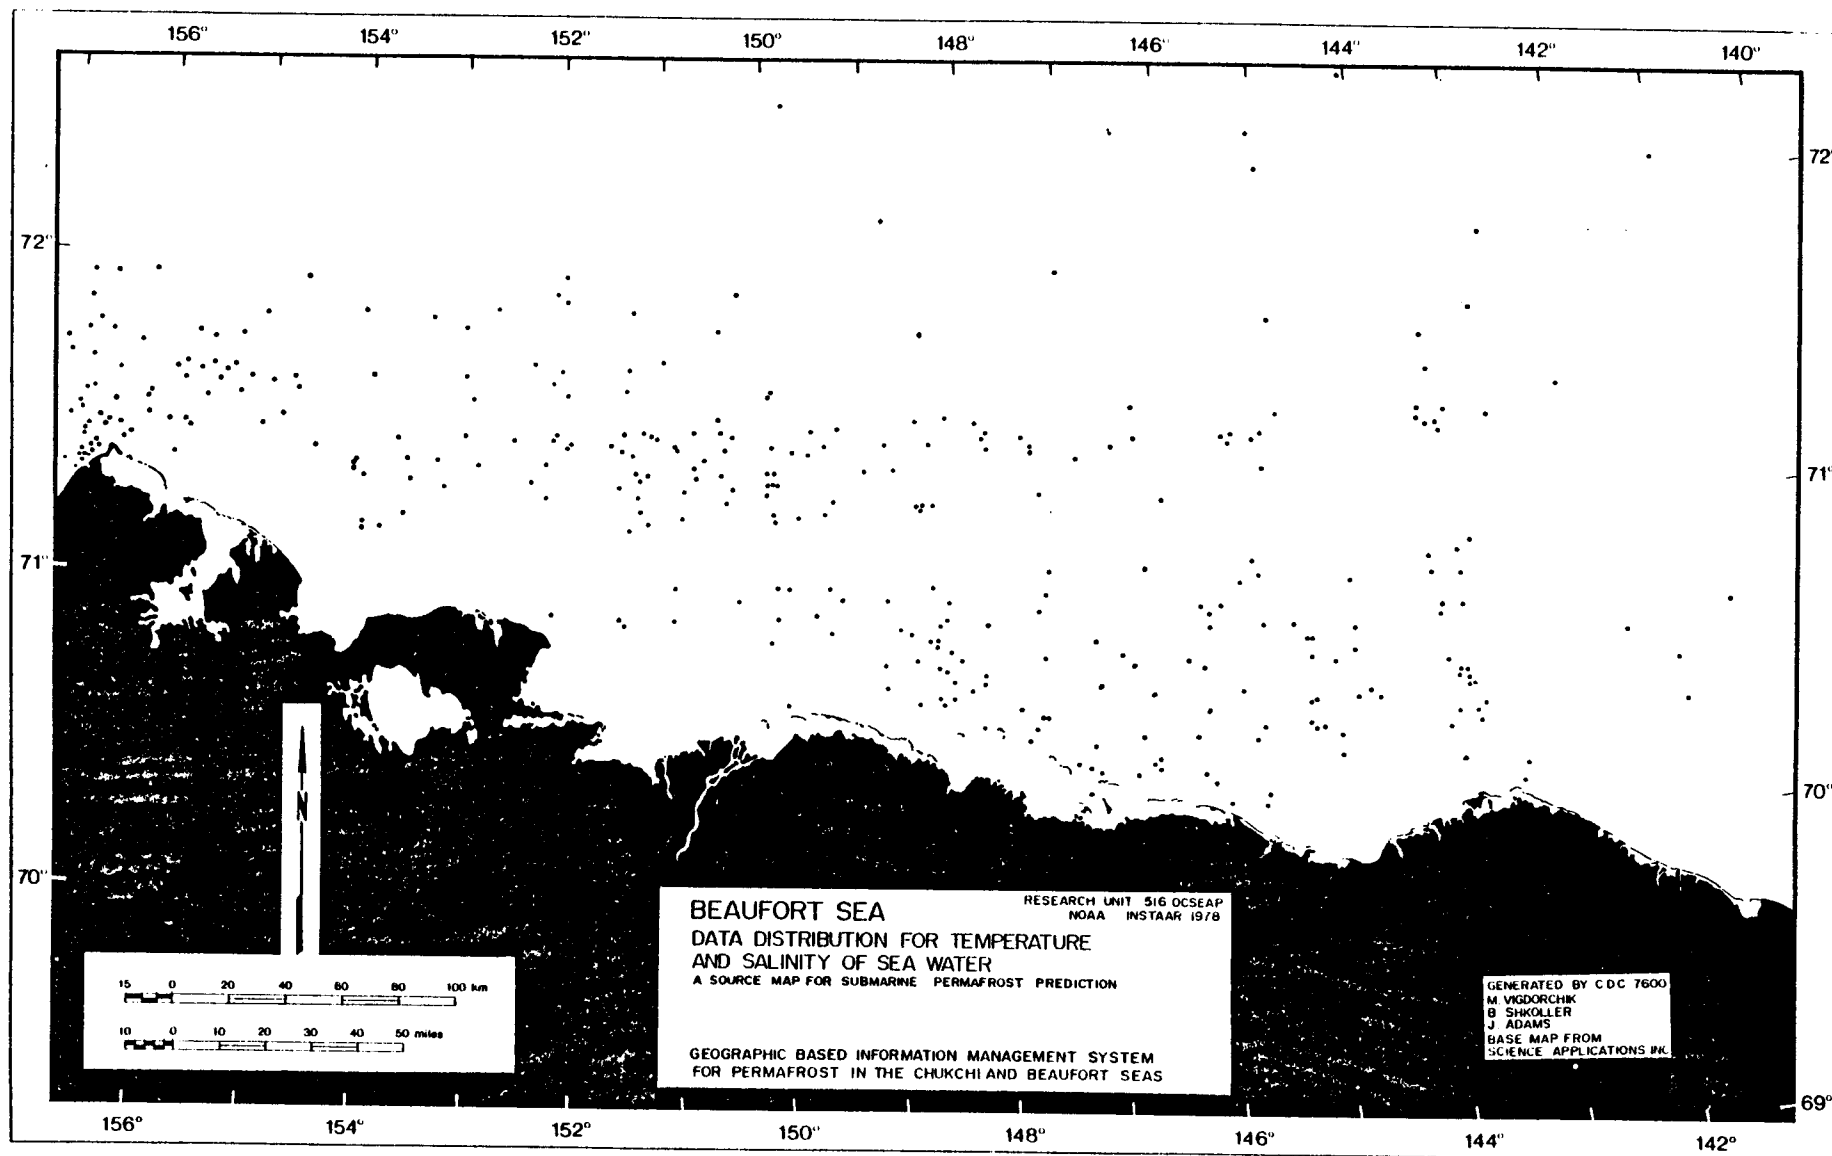 156° 154° 152° 150° 148° 146° 144° 142° 140°
72°
72°
71°
71°
70°
70°
69°
N
BEAUFORT SEA
RESEARCH UNIT 516 OCSEAP
NOAA INSTAAR 1978
DATA DISTRIBUTION FOR TEMPERATURE
AND SALINITY OF SEA WATER
A SOURCE MAP FOR SUBMARINE PERMAFROST PREDICTION
GEOGRAPHIC BASED INFORMATION MANAGEMENT SYSTEM
FOR PERMAFROST IN THE CHUKCHI AND BEAUFORT SEAS
15 0 20 40 60 80 100 km
10 0 10 20 30 40 50 miles
GENERATED BY CDC 7600
M. VIGDORCHIK
B SHKOLLER
J. ADAMS
BASE MAP FROM
SCIENCE APPLICATIONS INC.
156° 154° 152° 150° 148° 146° 144° 142°